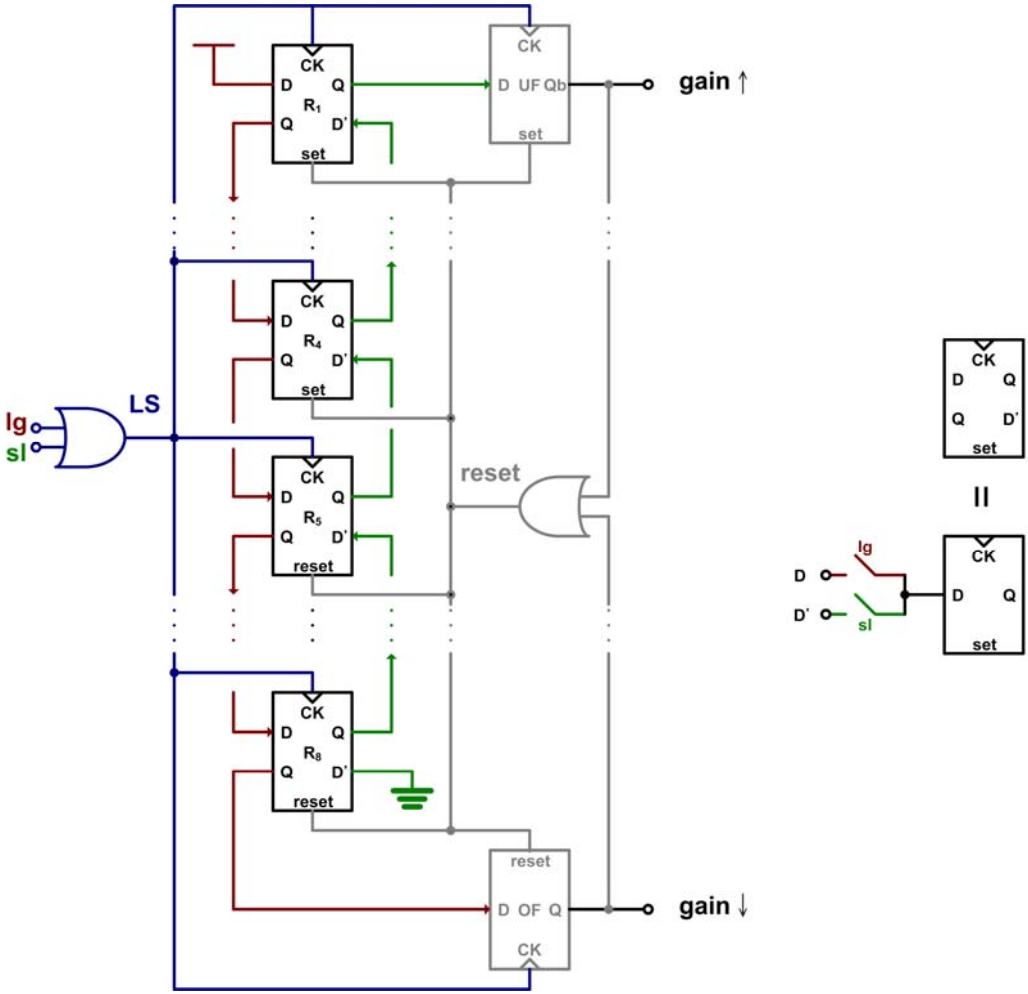 CK
D UF Qb
set
gain ↑
CK
D Q
R1
Q D'
set
CK
D Q
R4
Q D'
set
lg
sl
LS
CK
D Q
R5
Q D'
reset
reset
CK
D Q
R8
Q D'
reset
reset
D OF Q
CK
gain ↓
CK
D Q
Q D'
set
=
lg
D
D'
sl
CK
D Q
set